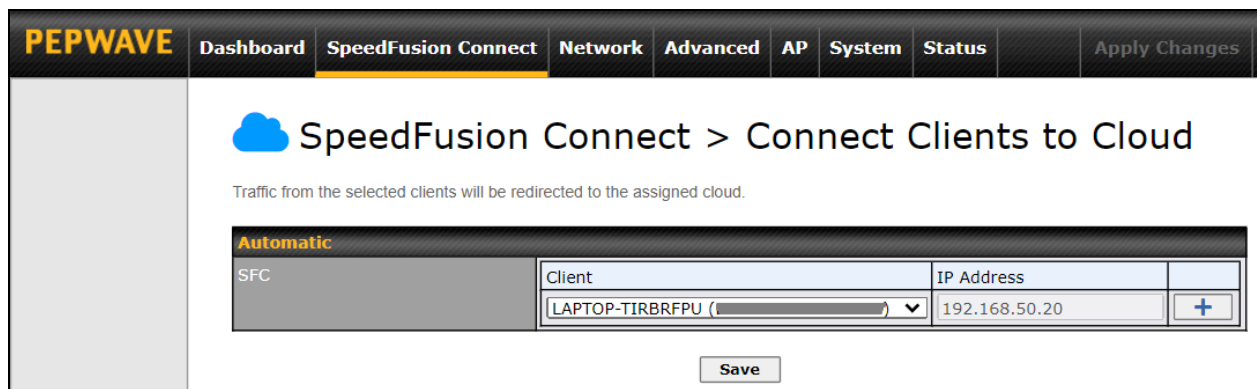 PEPWAVE Dashboard SpeedFusion Connect Network Advanced AP System Status Apply Changes
SpeedFusion Connect > Connect Clients to Cloud
Traffic from the selected clients will be redirected to the assigned cloud.
Automatic
SFC Client IP Address
LAPTOP-TIRBRFPU ( ) 192.168.50.20 +
Save